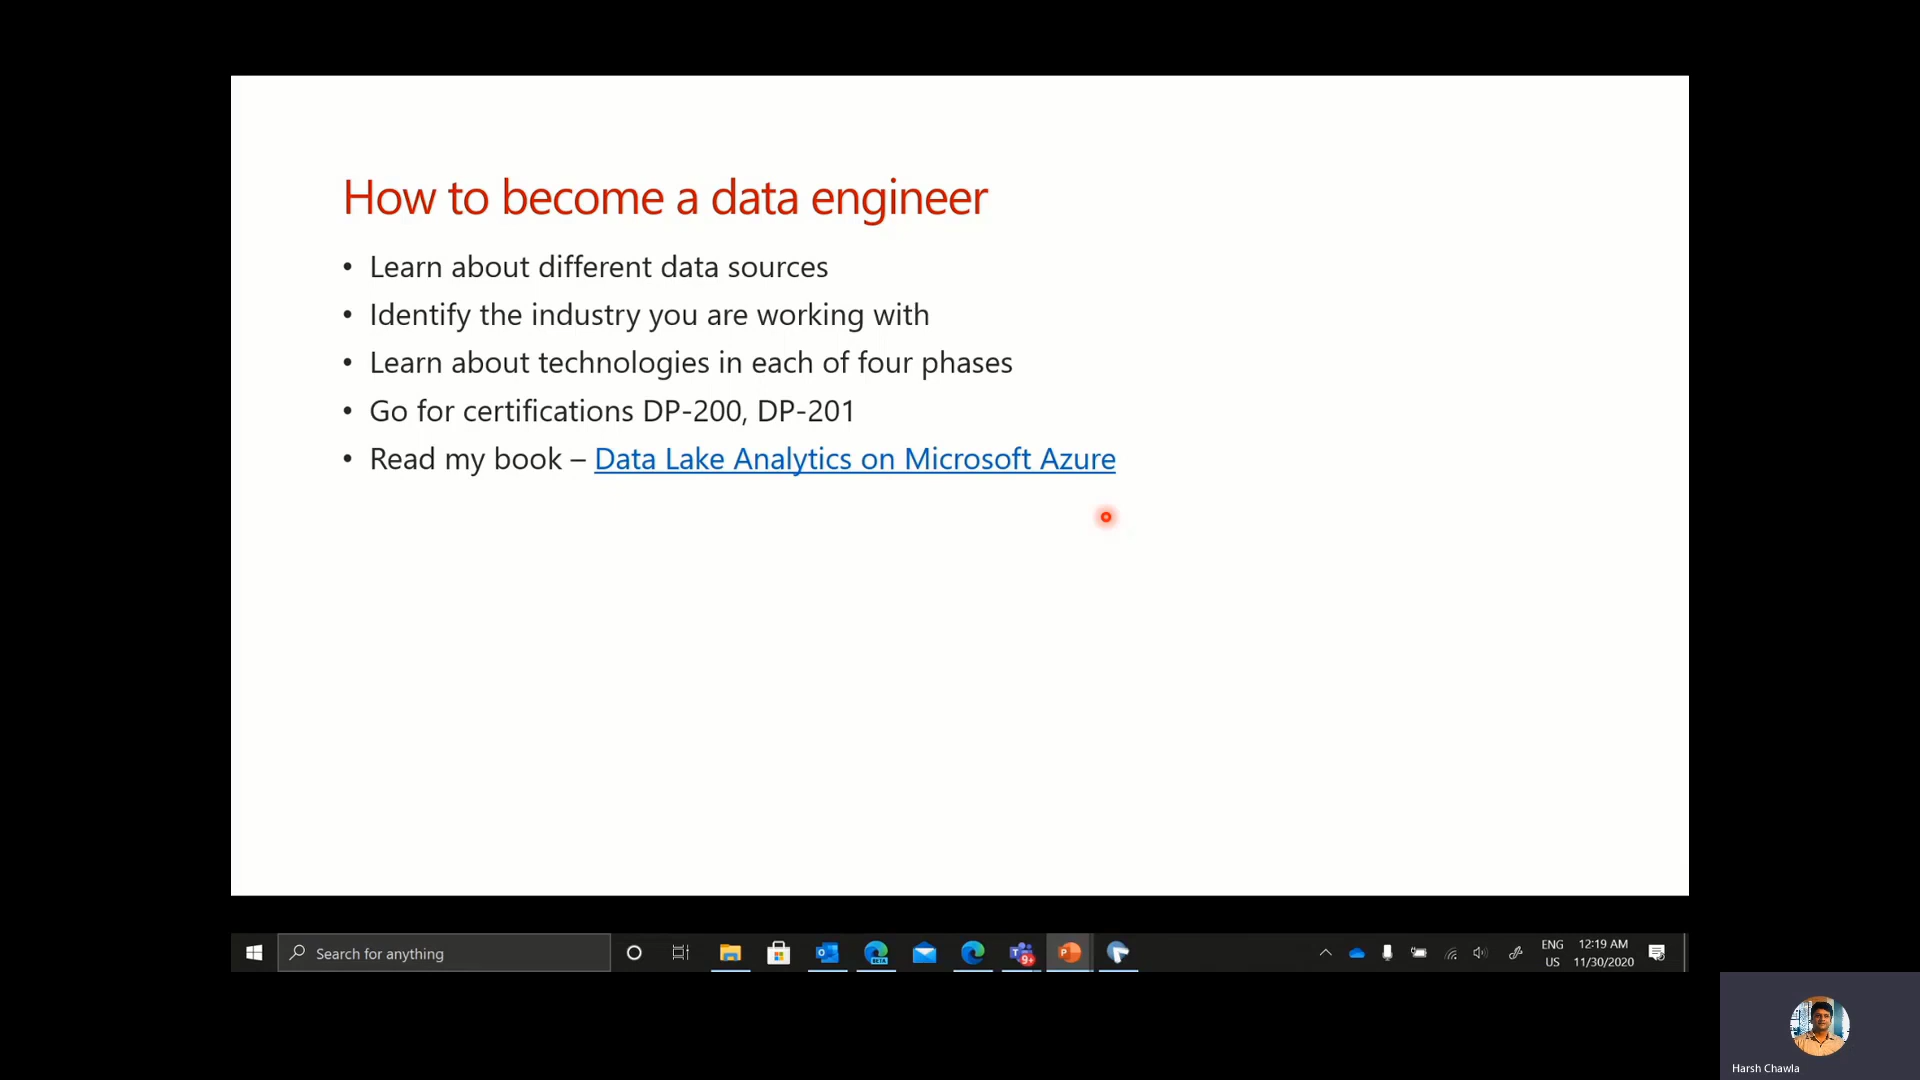 How to become a data engineer
• Learn about different data sources
• Identify the industry you are working with
• Learn about technologies in each of four phases
• Go for certifications DP-200, DP-201
• Read my book – Data Lake Analytics on Microsoft Azure
Search for anything
BETA
9+
ENG
US
12:19 AM
11/30/2020
Harsh Chawla